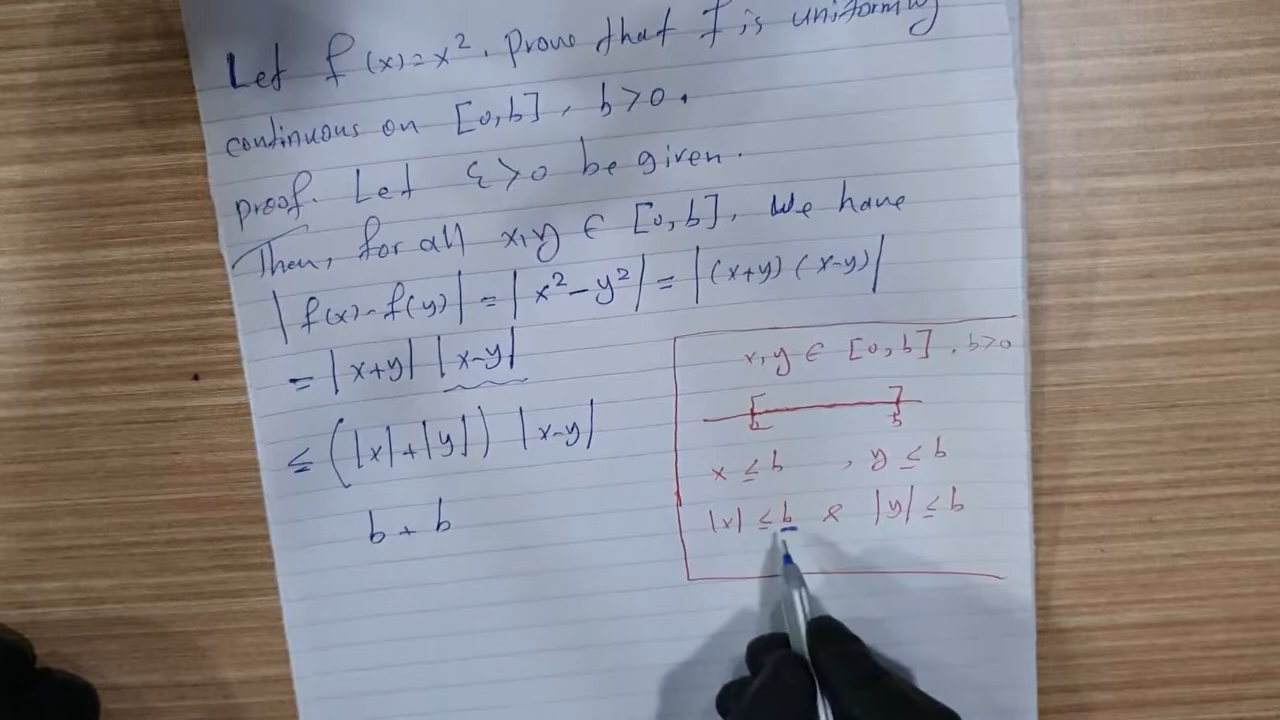 Let f(x)=x². Prove that f is uniformly
continuous on [0,b], b>0.
proof. Let ε>0 be given.
Then, for all x,y ∈ [0,b], We have
|f(x)-f(y)| = |x²-y²| = |(x+y)(x-y)|
= |x+y| |x-y|
≤ (|x|+|y|) |x-y|
b + b
x,y ∈ [0,b], b>0
b
x ≤ b , y ≤ b
|x| ≤ b & |y| ≤ b